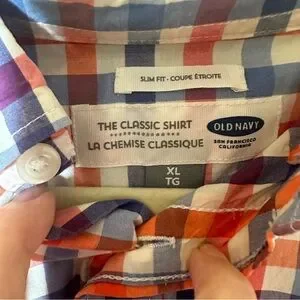 SLIM FIT - COUPE ÉTROITE
THE CLASSIC SHIRT
LA CHEMISE CLASSIQUE
OLD NAVY
SAN FRANCISCO
CALIFORNIA
XL
TG